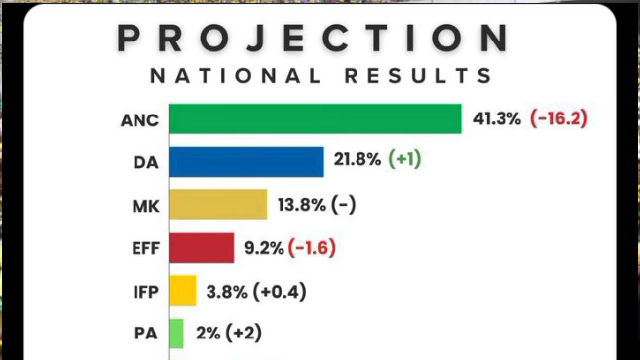 PROJECTION
NATIONAL RESULTS
ANC 41.3% (-16.2)
DA 21.8% (+1)
MK 13.8% (-)
EFF 9.2% (-1.6)
IFP 3.8% (+0.4)
PA 2% (+2)